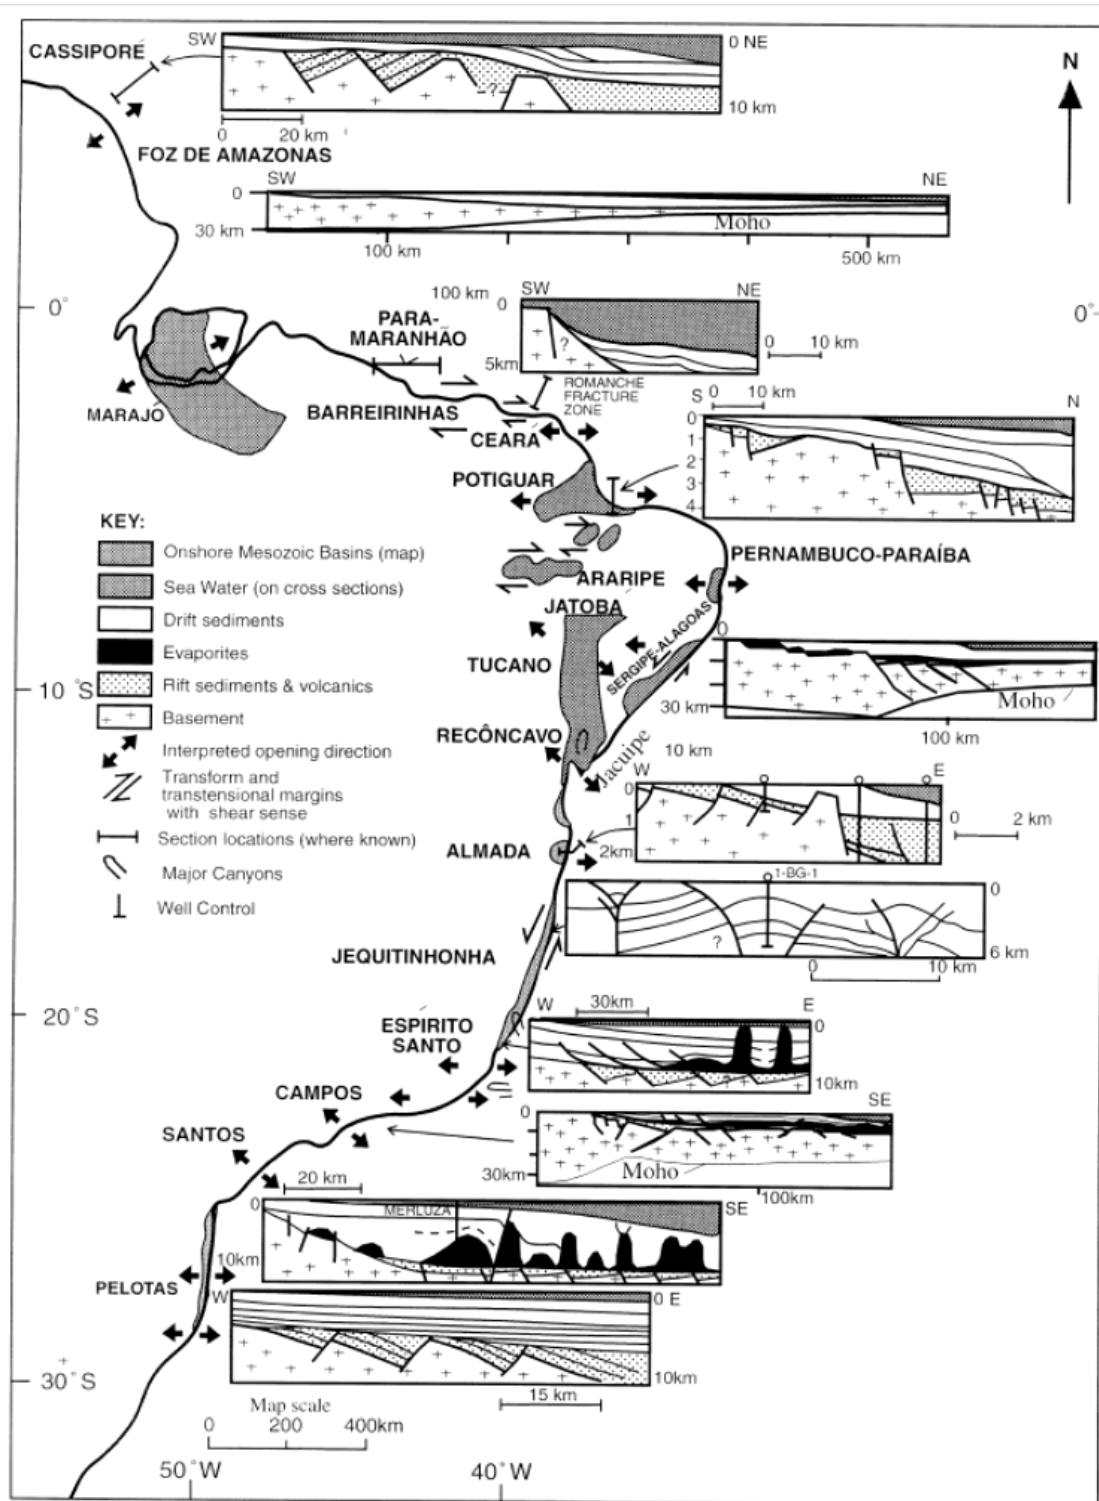 CASSIPORÉ
SW
0 NE
10 km
0 20 km
N
FOZ DE AMAZONAS
SW
NE
0
30 km
Moho
100 km
500 km
0°
0°
100 km
0
SW
NE
5km
?
0 10 km
PARA-
MARANHÃO
ROMANCHE
FRACTURE
ZONE
MARAJÓ
BARREIRINHAS
CEARÁ
0 10 km
S
N
0
1
2
3
4
POTIGUAR
PERNAMBUCO-PARAÍBA
ARARIPE
JATOBÁ
TUCANO
SERGIPE-ALAGOAS
0
30 km
Moho
100 km
10 °S
RECÔNCAVO
Jacuipe
KEY:
Onshore Mesozoic Basins (map)
Sea Water (on cross sections)
Drift sediments
Evaporites
Rift sediments & volcanics
Basement
Interpreted opening direction
Transform and
transtensional margins
with shear sense
Section locations (where known)
Major Canyons
Well Control
10 km
W
E
0
1
2km
0 2 km
ALMADA
1-BG-1
0
?
6 km
0 10 km
JEQUITINHONHA
20°S
W
30km
E
0
10km
ESPÍRITO
SANTO
CAMPOS
SE
0
30km
Moho
100km
SANTOS
20 km
0
SE
MERLUZA
10km
PELOTAS
W
0 E
10km
15 km
30°S
Map scale
0 200 400km
50°W
40°W